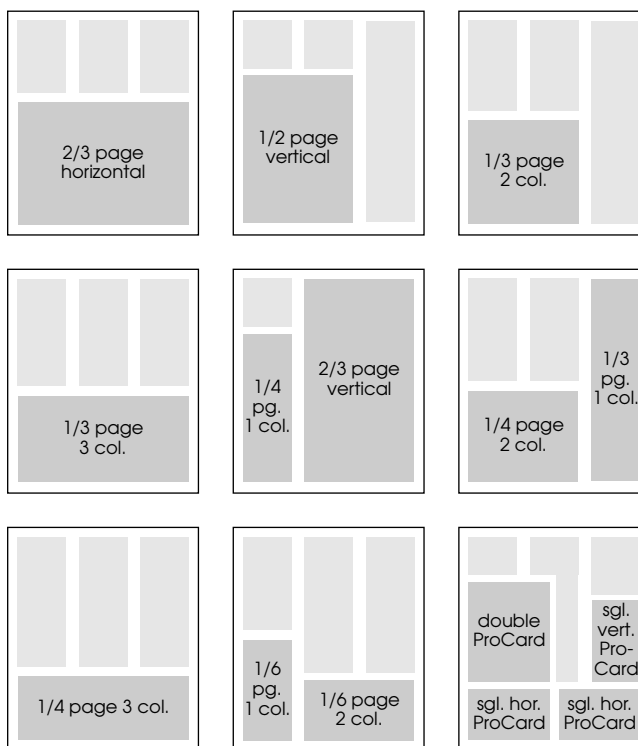 2/3 page
horizontal
1/2 page
vertical
1/3 page
2 col.
1/3 page
3 col.
1/4
pg.
1 col.
2/3 page
vertical
1/4 page
2 col.
1/3
pg.
1 col.
1/4 page 3 col.
1/6
pg.
1 col.
1/6 page
2 col.
double
ProCard
sgl.
vert.
Pro-
Card
sgl. hor.
ProCard
sgl. hor.
ProCard